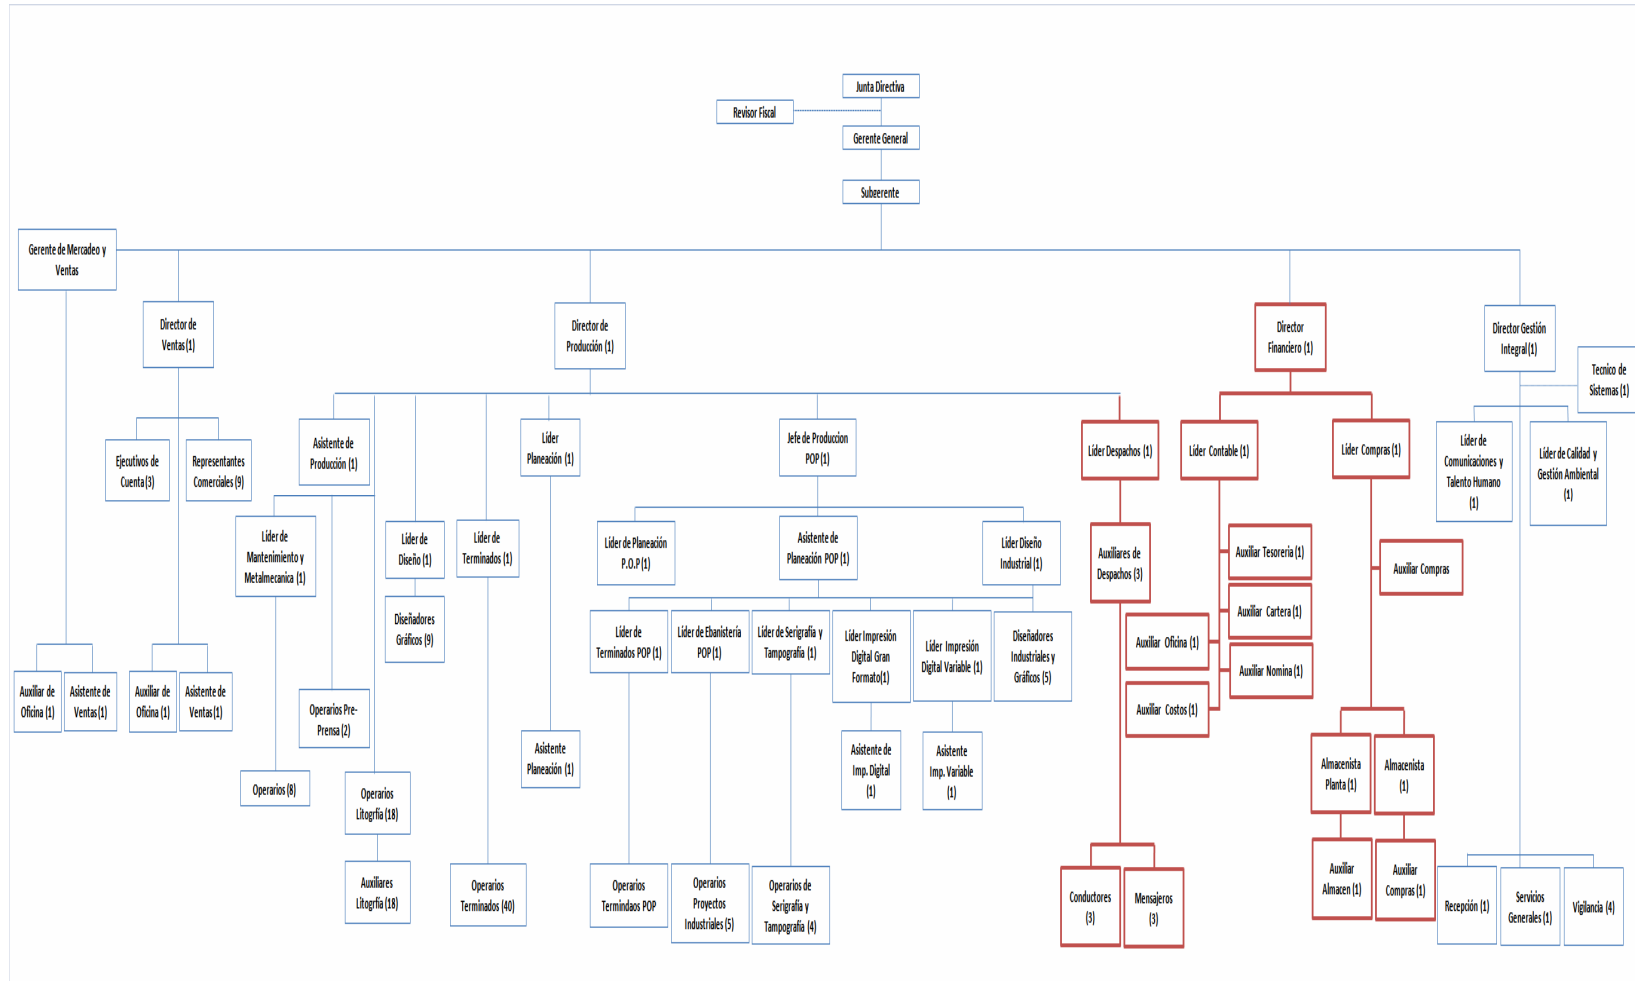 Junta Directiva
Revisor Fiscal
Gerente General
Subgerente
Gerente de Mercadeo y
Ventas
Director de
Ventas (1)
Director de
Producción (1)
Director
Financiero (1)
Director Gestión
Integral (1)
Tecnico de
Sistemas (1)
Ejecutivos de
Cuenta (3)
Representantes
Comerciales (9)
Asistente de
Producción (1)
Líder
Planeación (1)
Jefe de Produccion
POP (1)
Líder Despachos (1)
Líder Contable (1)
Líder Compras (1)
Líder de
Comunicaciones y
Talento Humano
(1)
Líder de Calidad y
Gestión Ambiental
(1)
Líder de
Mantenimiento y
Metalmecanica (1)
Líder de
Diseño (1)
Líder de
Terminados (1)
Líder de Planeación
P.O.P (1)
Asistente de
Planeación POP (1)
Líder Diseño
Industrial (1)
Auxiliares de
Despachos (3)
Auxiliar Tesoreria (1)
Auxiliar Compras
Diseñadores
Gráficos (9)
Líder de
Terminados POP (1)
Líder de Ebanistería
POP (1)
Líder de Serigrafía y
Tampografía (1)
Líder Impresión
Digital Gran
Formato(1)
Líder Impresión
Digital Variable (1)
Diseñadores
Industriales y
Gráficos (5)
Auxiliar Cartera (1)
Auxiliar Oficina (1)
Auxiliar Nomina (1)
Auxiliar Costos (1)
Auxiliar de
Oficina (1)
Asistente de
Ventas (1)
Auxiliar de
Oficina (1)
Asistente de
Ventas (1)
Operarios Pre-
Prensa (2)
Asistente
Planeación (1)
Asistente de
Imp. Digital
(1)
Asistente
Imp. Variable
(1)
Almacenista
Planta (1)
Almacenista
(1)
Operarios (8)
Operarios
Litogrfía (18)
Auxiliares
Litogrfía (18)
Operarios
Terminados (40)
Operarios
Termindaos POP
Operarios
Proyectos
Industriales (5)
Operarios de
Serigrafia y
Tampografía (4)
Conductores
(3)
Mensajeros
(3)
Auxiliar
Almacen (1)
Auxiliar
Compras (1)
Recepción (1)
Servicios
Generales (1)
Vigilancia (4)